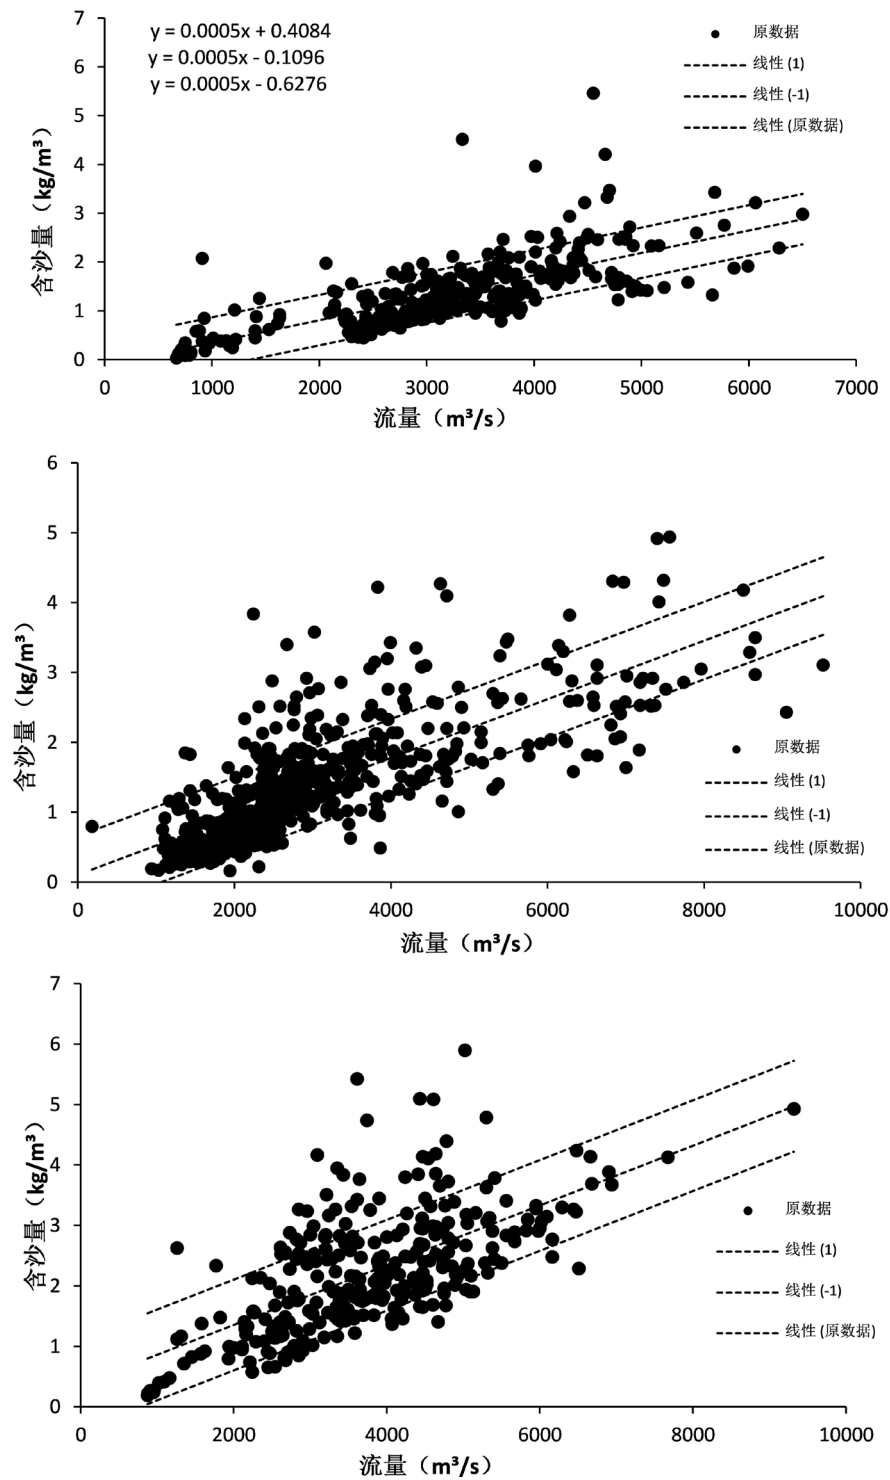 7
6
5
4
3
2
1
0
含沙量（kg/m³）
y = 0.0005x + 0.4084
y = 0.0005x - 0.1096
y = 0.0005x - 0.6276
原数据
线性 (1)
线性 (-1)
线性 (原数据)
0 1000 2000 3000 4000 5000 6000 7000
流量（m³/s）
6
5
4
3
2
1
0
含沙量（kg/m³）
原数据
线性 (1)
线性 (-1)
线性 (原数据)
0 2000 4000 6000 8000 10000
流量（m³/s）
7
6
5
4
3
2
1
0
含沙量（kg/m³）
原数据
线性 (1)
线性 (-1)
线性 (原数据)
0 2000 4000 6000 8000 10000
流量（m³/s）